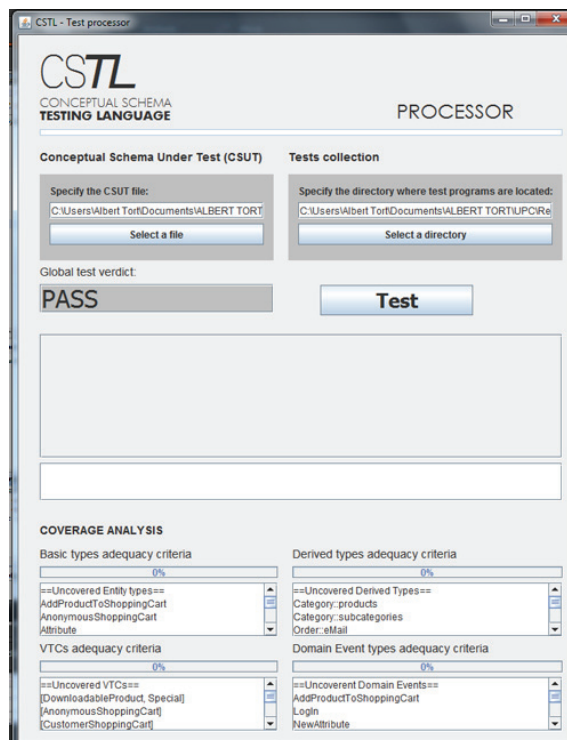 CSTL - Test processor
CSTL
CONCEPTUAL SCHEMA
TESTING LANGUAGE
PROCESSOR
Conceptual Schema Under Test (CSUT)
Tests collection
Specify the CSUT file:
Specify the directory where test programs are located:
C:\Users\Albert Tort\Documents\ALBERT TORT
C:\Users\Albert Tort\Documents\ALBERT TORT\UPC\Re
Select a file
Select a directory
Global test verdict:
PASS
Test
COVERAGE ANALYSIS
Basic types adequacy criteria
Derived types adequacy criteria
0%
0%
==Uncovered Entity types==
AddProductToShoppingCart
AnonymousShoppingCart
Attribute
==Uncovered Derived Types==
Category::products
Category::subcategories
Order::eMail
VTCs adequacy criteria
Domain Event types adequacy criteria
0%
0%
==Uncovered VTCs==
[DownloadableProduct, Special]
[AnonymousShoppingCart]
[CustomerShoppingCart]
==Uncoverent Domain Events==
AddProductToShoppingCart
LogIn
NewAttribute